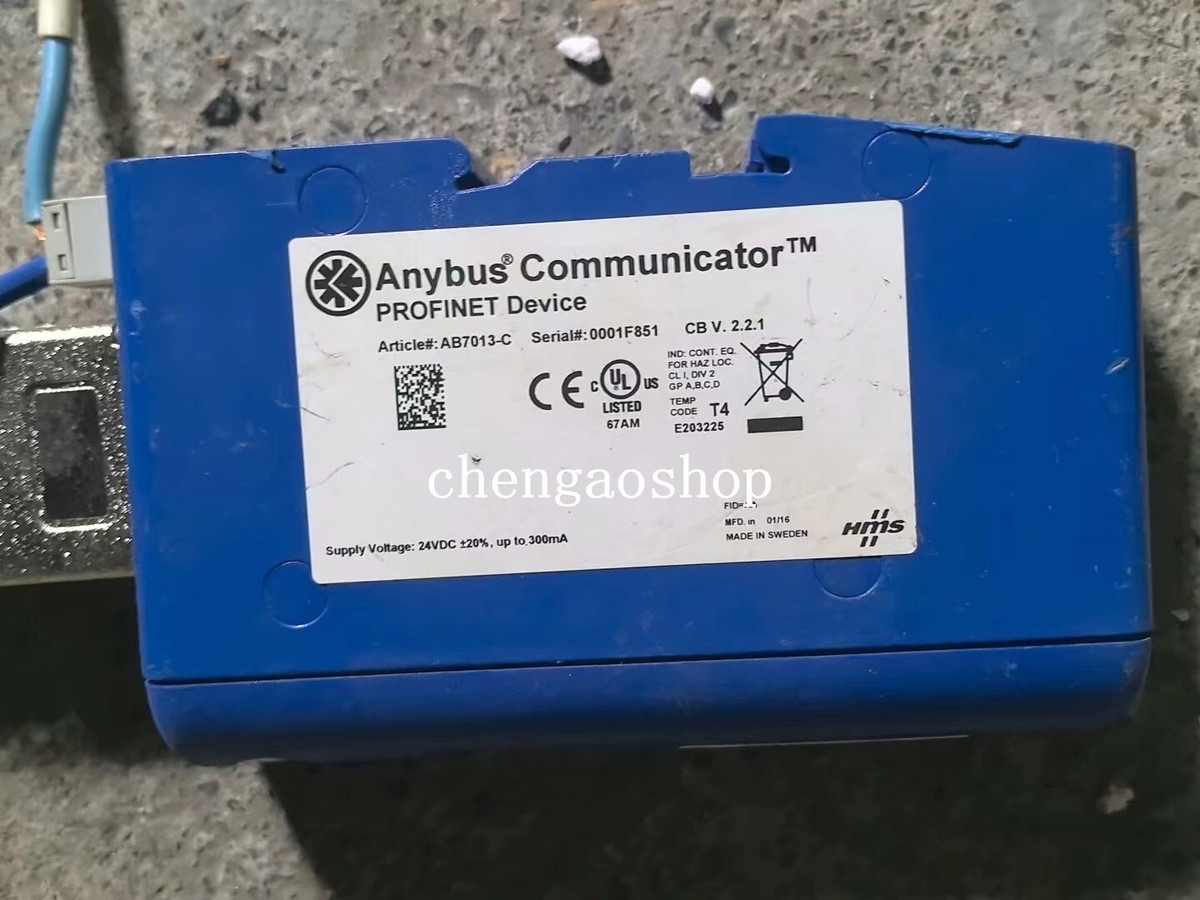 Anybus® Communicator™
PROFINET Device
Article#: AB7013-C Serial#: 0001F851 CB V. 2.2.1
CE
C UL US
LISTED
67AM
IND: CONT. EQ.
FOR HAZ LOC.
CL I, DIV 2
GP A,B,C,D
TEMP
CODE T4
E203225
chengaoshop
FID=
MFD. in 01/16
MADE IN SWEDEN
HMS
Supply Voltage: 24VDC ±20%, up to 300mA